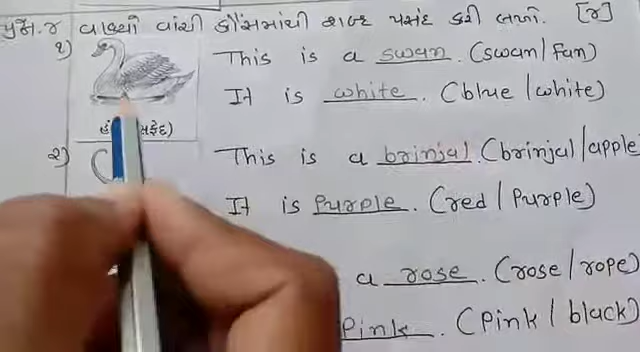 પ્રશ્ન.૨ વાક્યો વાંચી કૌંસમાંથી શબ્દ પસંદ કરી લખો. [૨]
૧) This is a swan. (swan/fan)
It is white. (blue/white)
સફેદ)
૨) This is a brinjal. (brinjal/apple
It is Purple. (red/Purple)
a rose. (rose/rope)
Pink. (Pink/black)